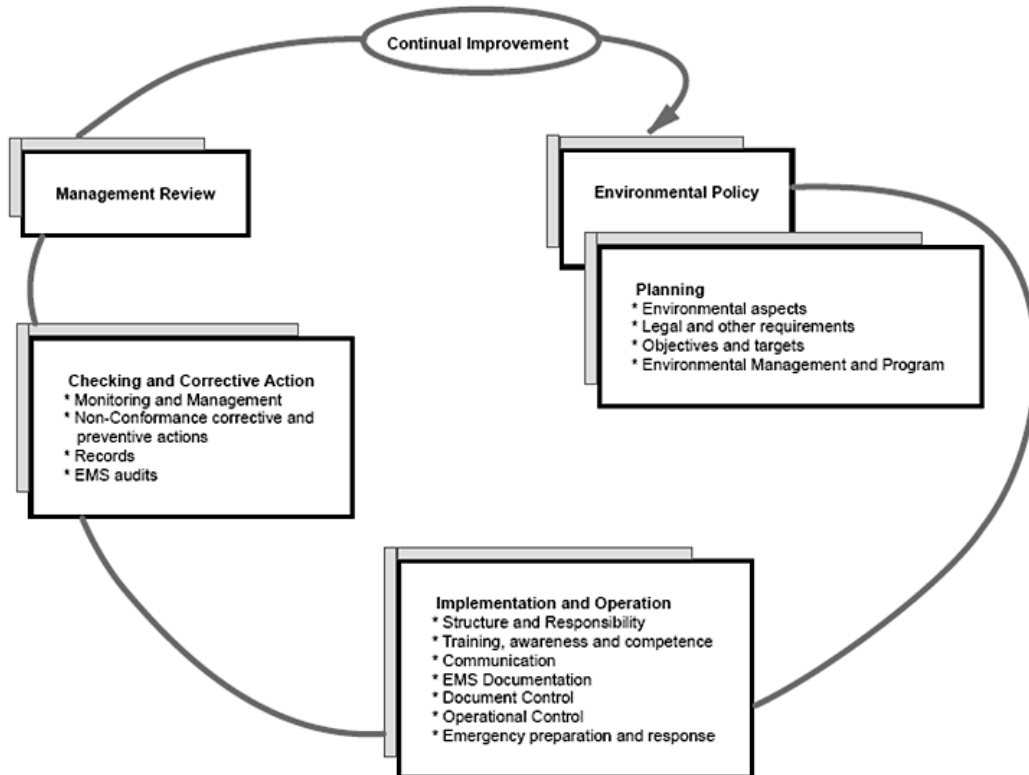 Continual Improvement
Management Review
Environmental Policy
Planning
* Environmental aspects
* Legal and other requirements
* Objectives and targets
* Environmental Management and Program
Checking and Corrective Action
* Monitoring and Management
* Non-Conformance corrective and
preventive actions
* Records
* EMS audits
Implementation and Operation
* Structure and Responsibility
* Training, awareness and competence
* Communication
* EMS Documentation
* Document Control
* Operational Control
* Emergency preparation and response